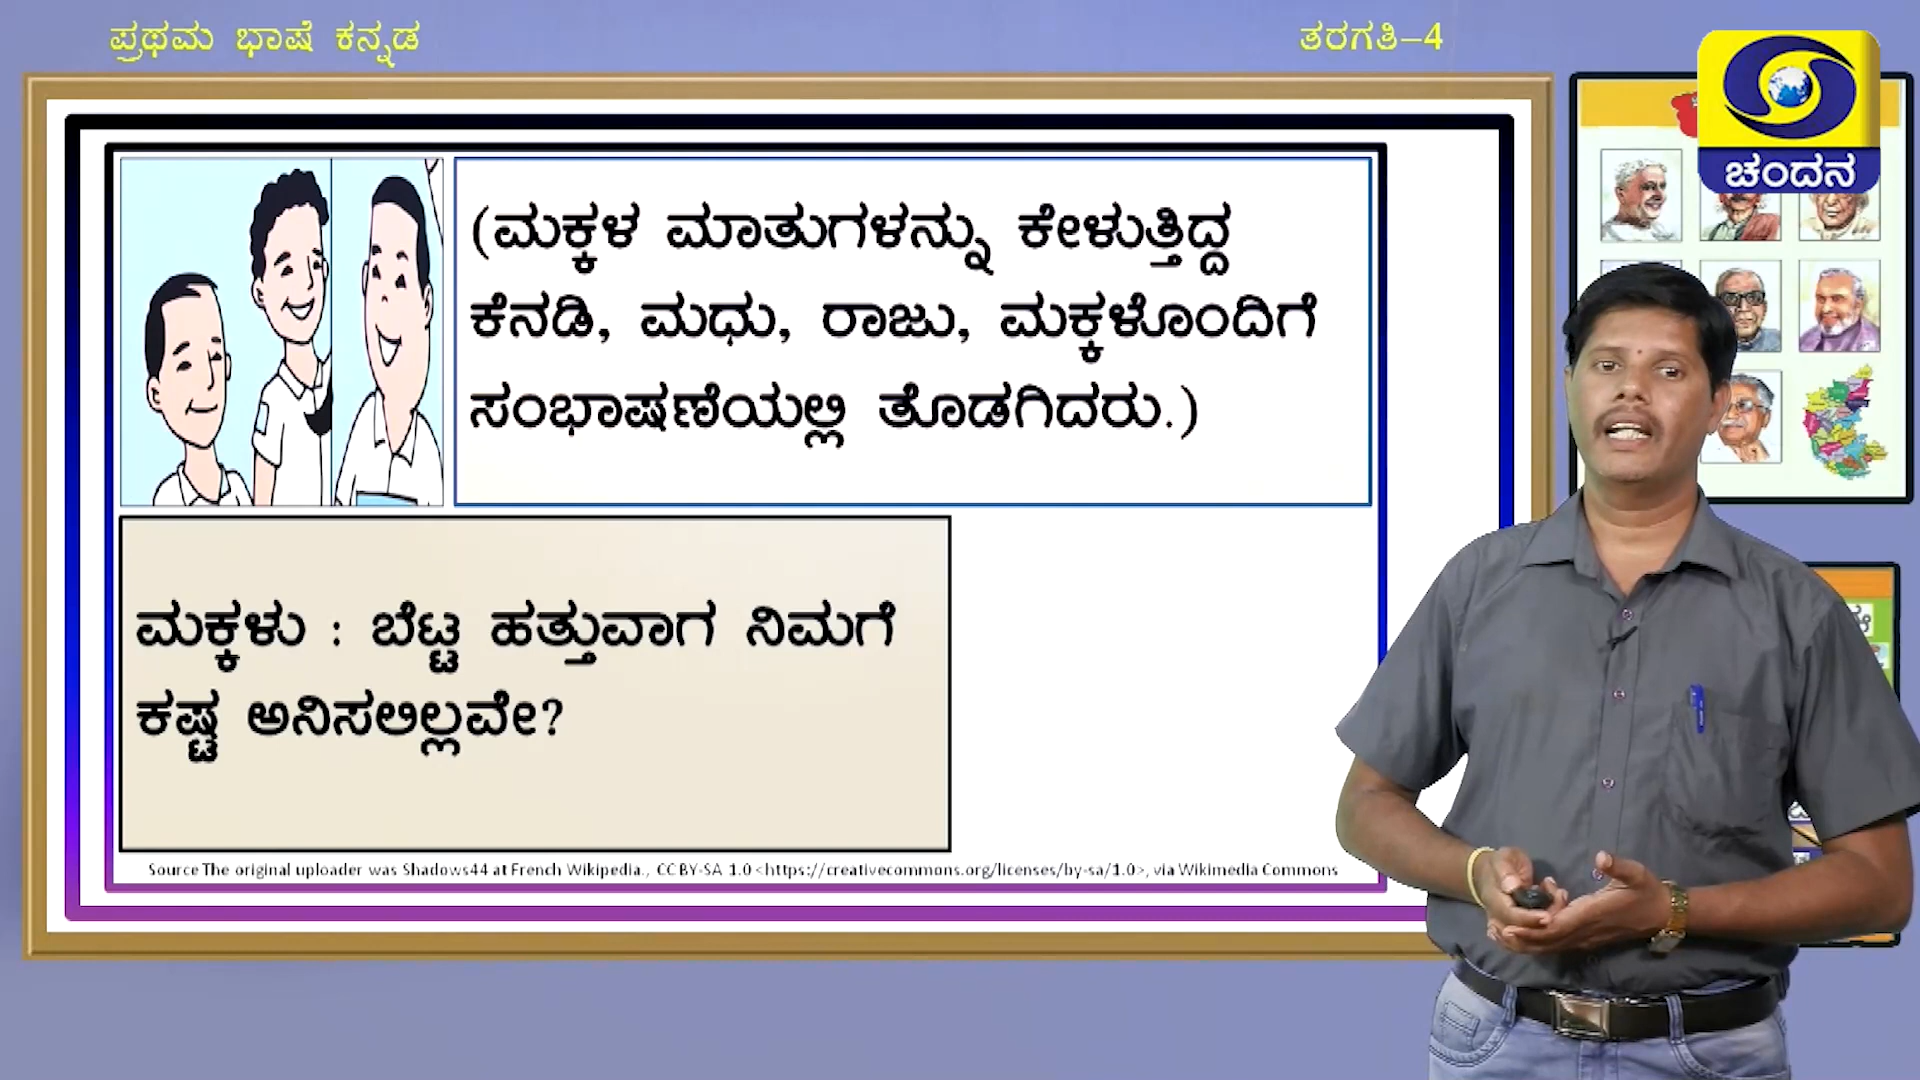 ಪ್ರಥಮ ಭಾಷೆ ಕನ್ನಡ
ತರಗತಿ–4
ಚಂದನ
(ಮಕ್ಕಳ ಮಾತುಗಳನ್ನು ಕೇಳುತ್ತಿದ್ದ
ಕೆನಡಿ, ಮಧು, ರಾಜು, ಮಕ್ಕಳೊಂದಿಗೆ
ಸಂಭಾಷಣೆಯಲ್ಲಿ ತೊಡಗಿದರು.)
ಮಕ್ಕಳು : ಬೆಟ್ಟ ಹತ್ತುವಾಗ ನಿಮಗೆ
ಕಷ್ಟ ಅನಿಸಲಿಲ್ಲವೇ?
Source The original uploader was Shadows44 at French Wikipedia., CC BY-SA 1.0 <https://creativecommons.org/licenses/by-sa/1.0>, via Wikimedia Commons